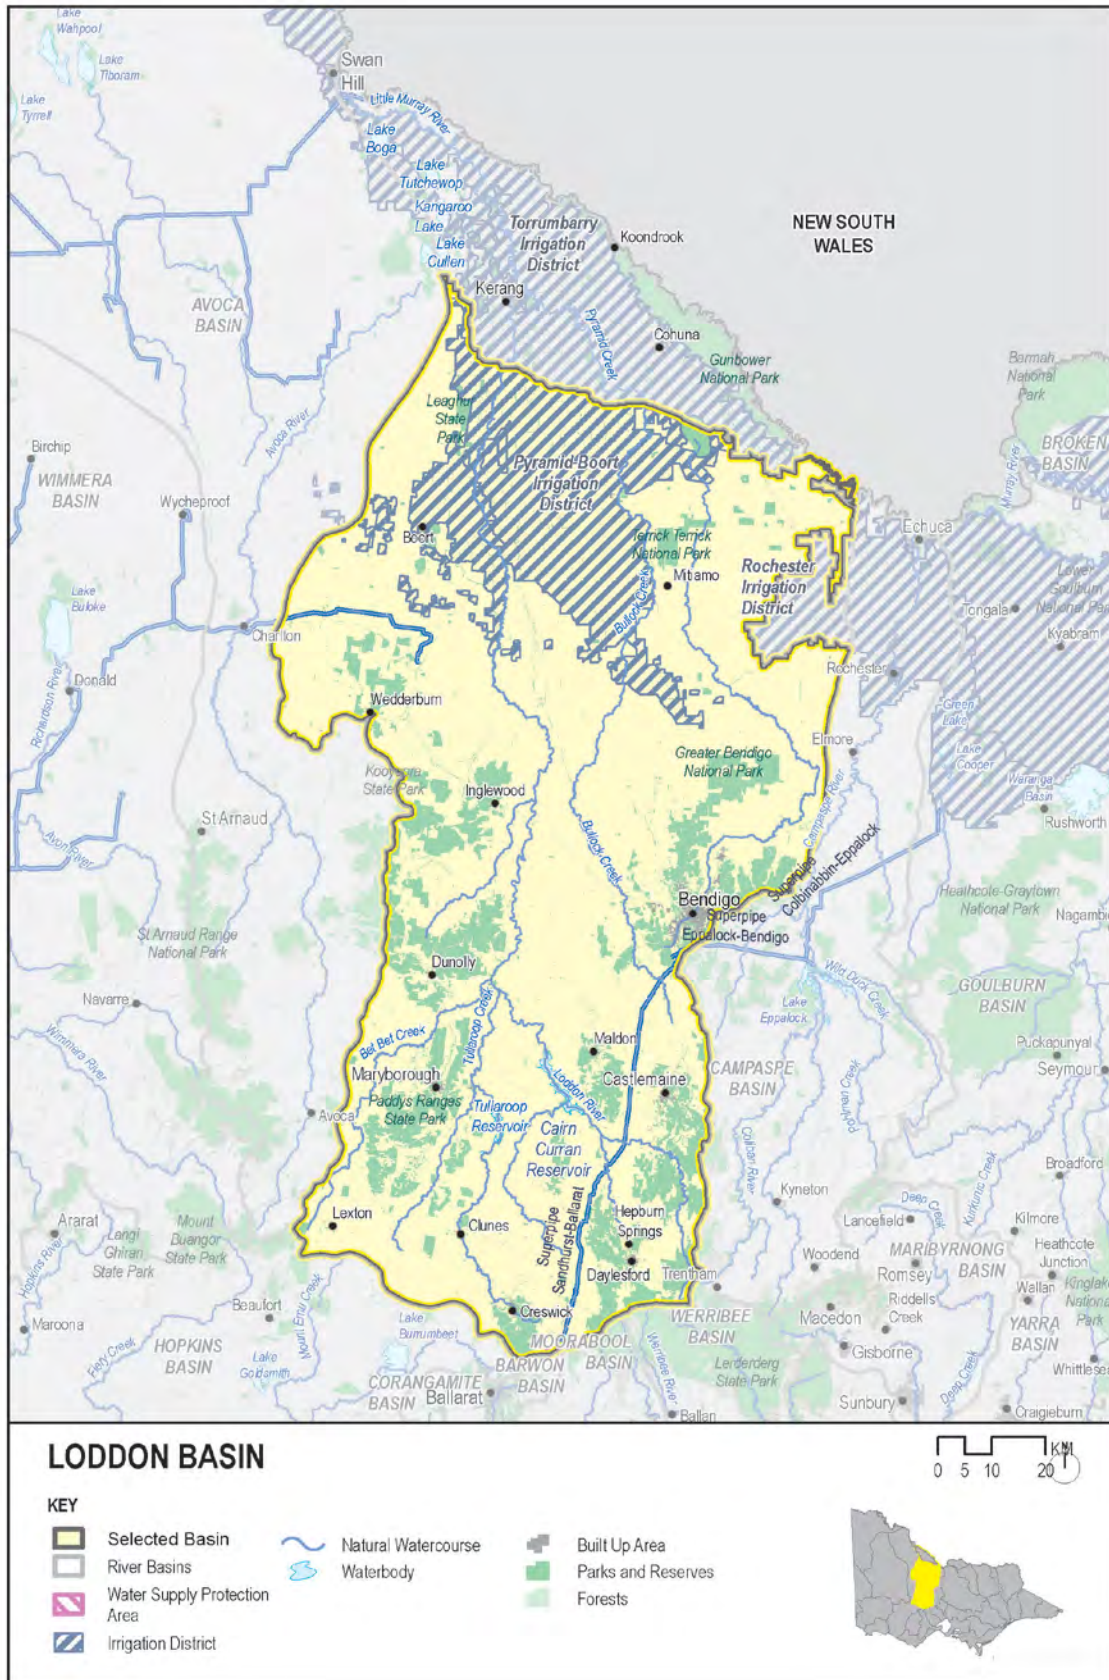 Lake
Wahpool
Lake
Tiboram
Swan
Hill
Lake
Tyrrell
Little Murray River
Lake
Boga
Lake
Tutchewop
Kangaroo
Lake
Lake
Cullen
Torrumbarry
Irrigation
District
Koondrook
NEW SOUTH
WALES
Kerang
AVOCA
BASIN
Pyramid Creek
Cohuna
Gunbower
National Park
Barmah
National
Park
Leaghur
State
Park
Avoca River
Birchip
WIMMERA
BASIN
Pyramid-Boort
Irrigation
District
Murray River
BROKEN
BASIN
Wycheproof
Boort
Terrick Terrick
National Park
Echuca
Mitiamo
Rochester
Irrigation
District
Lower
Goulburn
National Park
Lake
Buloke
Bullock Creek
Tongala
Kyabram
Charlton
Rochester
Donald
Richardson River
Wedderburn
Green
Lake
Elmore
Lake
Cooper
Greater Bendigo
National Park
Kooyoora
State Park
Inglewood
Waranga
Basin
Rushworth
St Arnaud
Avon River
Bullock Creek
Campaspe River
Superpipe
Colbinabbin-Eppalock
Heathcote-Graytown
National Park
Bendigo
Superpipe
Eppalock-Bendigo
Nagambi
St Arnaud Range
National Park
Dunolly
Wild Duck Creek
Navarre
Lake
Eppalock
GOULBURN
BASIN
Wimmera River
Bet Bet Creek
Tullaroop Creek
Maldon
Puckapunyal
Seymour
Maryborough
Loddon River
Castlemaine
CAMPASPE
BASIN
Paddys Ranges
State Park
Tullaroop
Reservoir
Avoca
Cairn
Curran
Reservoir
Coliban River
Pohlman Creek
Broadford
Kyneton
Kurkuruc Creek
Lexton
Clunes
Superpipe
Sandhurst-Ballarat
Hepburn
Springs
Deep Creek
Lancefield
Kilmore
Ararat
Langi
Ghiran
State Park
Mount
Buangor
State Park
Hopkins River
Daylesford
Trentham
Woodend
MARIBYRNONG
BASIN
Romsey
Heathcote
Junction
Wallan
Kinglake
National
Park
Beaufort
Mount Emu Creek
Creswick
Lake
Burrumbeet
Macedon
Riddells
Creek
Maroona
WERRIBEE
BASIN
MOORABOOL
BASIN
YARRA
BASIN
Fiery Creek
HOPKINS
BASIN
Lake
Goldsmith
BARWON
BASIN
Werribee River
Lerderderg
State Park
Gisborne
Deep Creek
Whittlesea
CORANGAMITE
BASIN
Ballarat
Ballan
Sunbury
Craigieburn
LODDON BASIN
KM
0 5 10 20
KEY
Selected Basin
River Basins
Water Supply Protection
Area
Irrigation District
Natural Watercourse
Waterbody
Built Up Area
Parks and Reserves
Forests